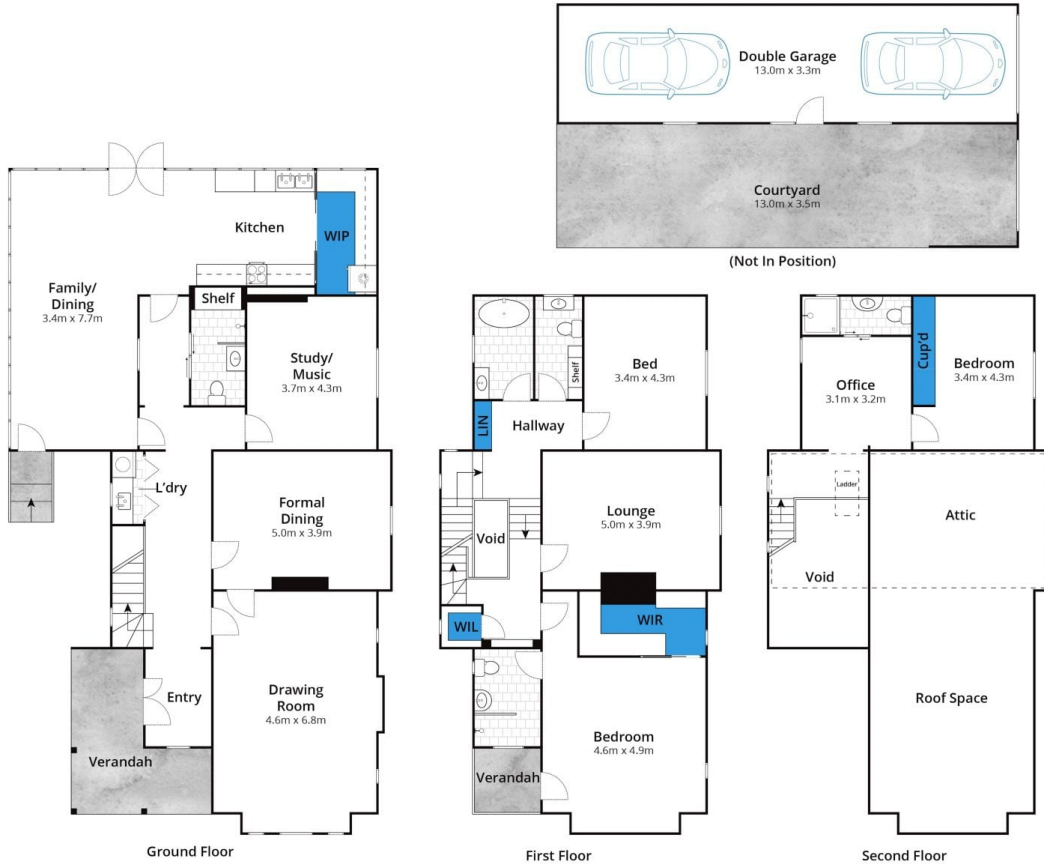 Double Garage
13.0m x 3.3m
Courtyard
13.0m x 3.5m
(Not In Position)
Kitchen
WIP
Family/
Dining
3.4m x 7.7m
Shelf
Study/
Music
3.7m x 4.3m
L'dry
Formal
Dining
5.0m x 3.9m
Entry
Drawing
Room
4.6m x 6.8m
Verandah
Ground Floor
Shelf
Bed
3.4m x 4.3m
LIN
Hallway
Lounge
5.0m x 3.9m
Void
WIL
WIR
Bedroom
4.6m x 4.9m
Verandah
First Floor
Cup'd
Bedroom
3.4m x 4.3m
Office
3.1m x 3.2m
Ladder
Attic
Void
Roof Space
Second Floor